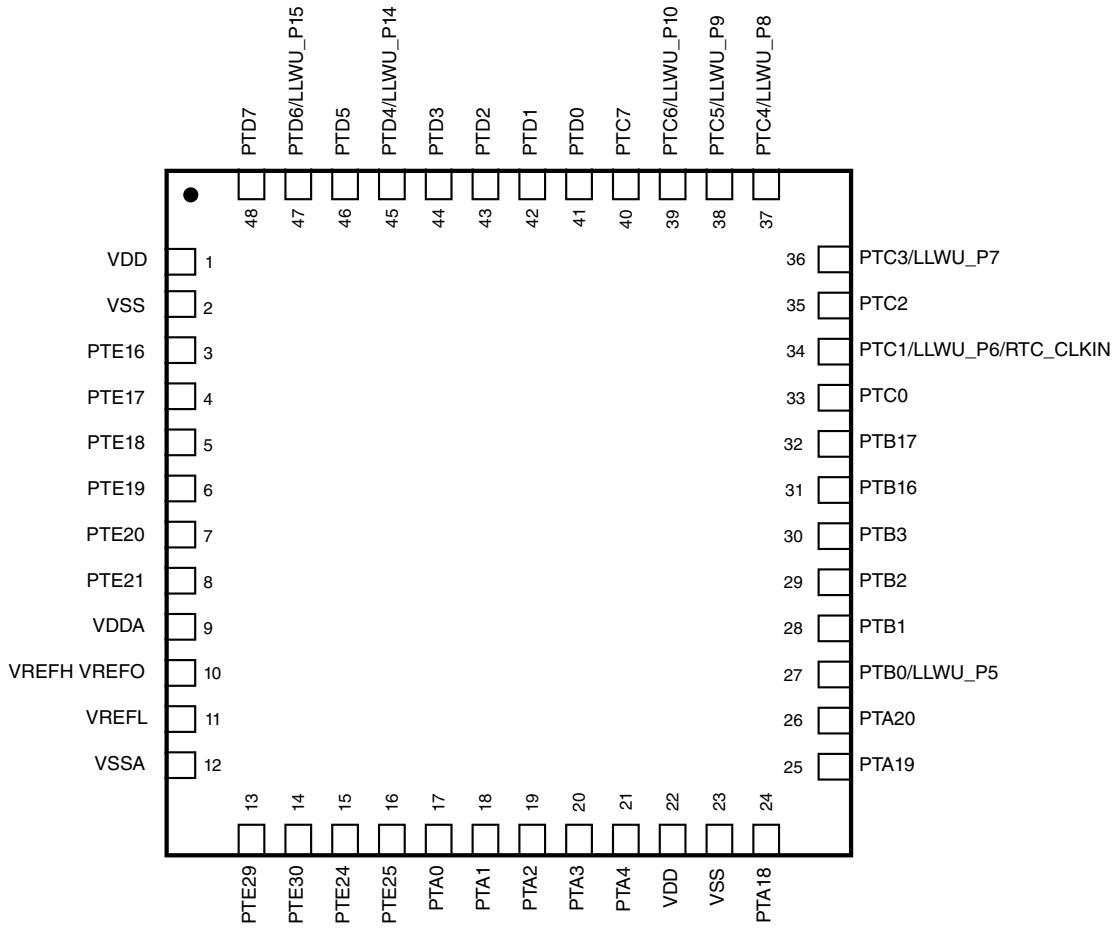 PTD7
PTD6/LLWU_P15
PTD5
PTD4/LLWU_P14
PTD3
PTD2
PTD1
PTD0
PTC7
PTC6/LLWU_P10
PTC5/LLWU_P9
PTC4/LLWU_P8
48
47
46
45
44
43
42
41
40
39
38
37
VDD 1
VSS 2
PTE16 3
PTE17 4
PTE18 5
PTE19 6
PTE20 7
PTE21 8
VDDA 9
VREFH VREFO 10
VREFL 11
VSSA 12
36 PTC3/LLWU_P7
35 PTC2
34 PTC1/LLWU_P6/RTC_CLKIN
33 PTC0
32 PTB17
31 PTB16
30 PTB3
29 PTB2
28 PTB1
27 PTB0/LLWU_P5
26 PTA20
25 PTA19
13
14
15
16
17
18
19
20
21
22
23
24
PTE29
PTE30
PTE24
PTE25
PTA0
PTA1
PTA2
PTA3
PTA4
VDD
VSS
PTA18